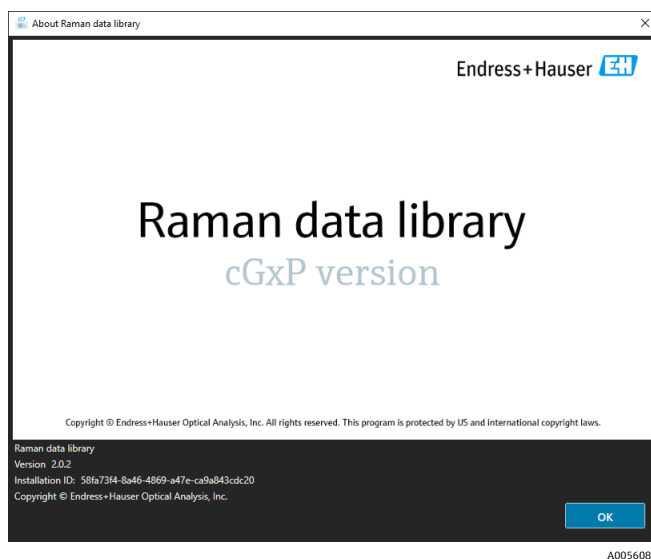 About Raman data library
Endress+Hauser EH
Raman data library
cGxP version
Copyright © Endress+Hauser Optical Analysis, Inc. All rights reserved. This program is protected by US and international copyright laws.
Raman data library
Version 2.0.2
Installation ID: 58fa73f4-8a46-4869-a47e-ca9a843cdc20
Copyright © Endress+Hauser Optical Analysis, Inc.
OK
A005608